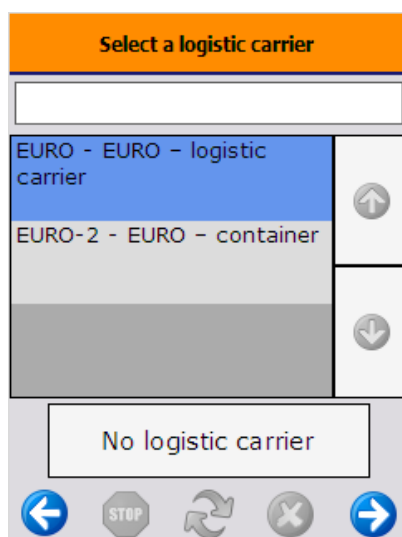 Select a logistic carrier
EURO - EURO – logistic
carrier
EURO-2 - EURO – container
No logistic carrier
STOP